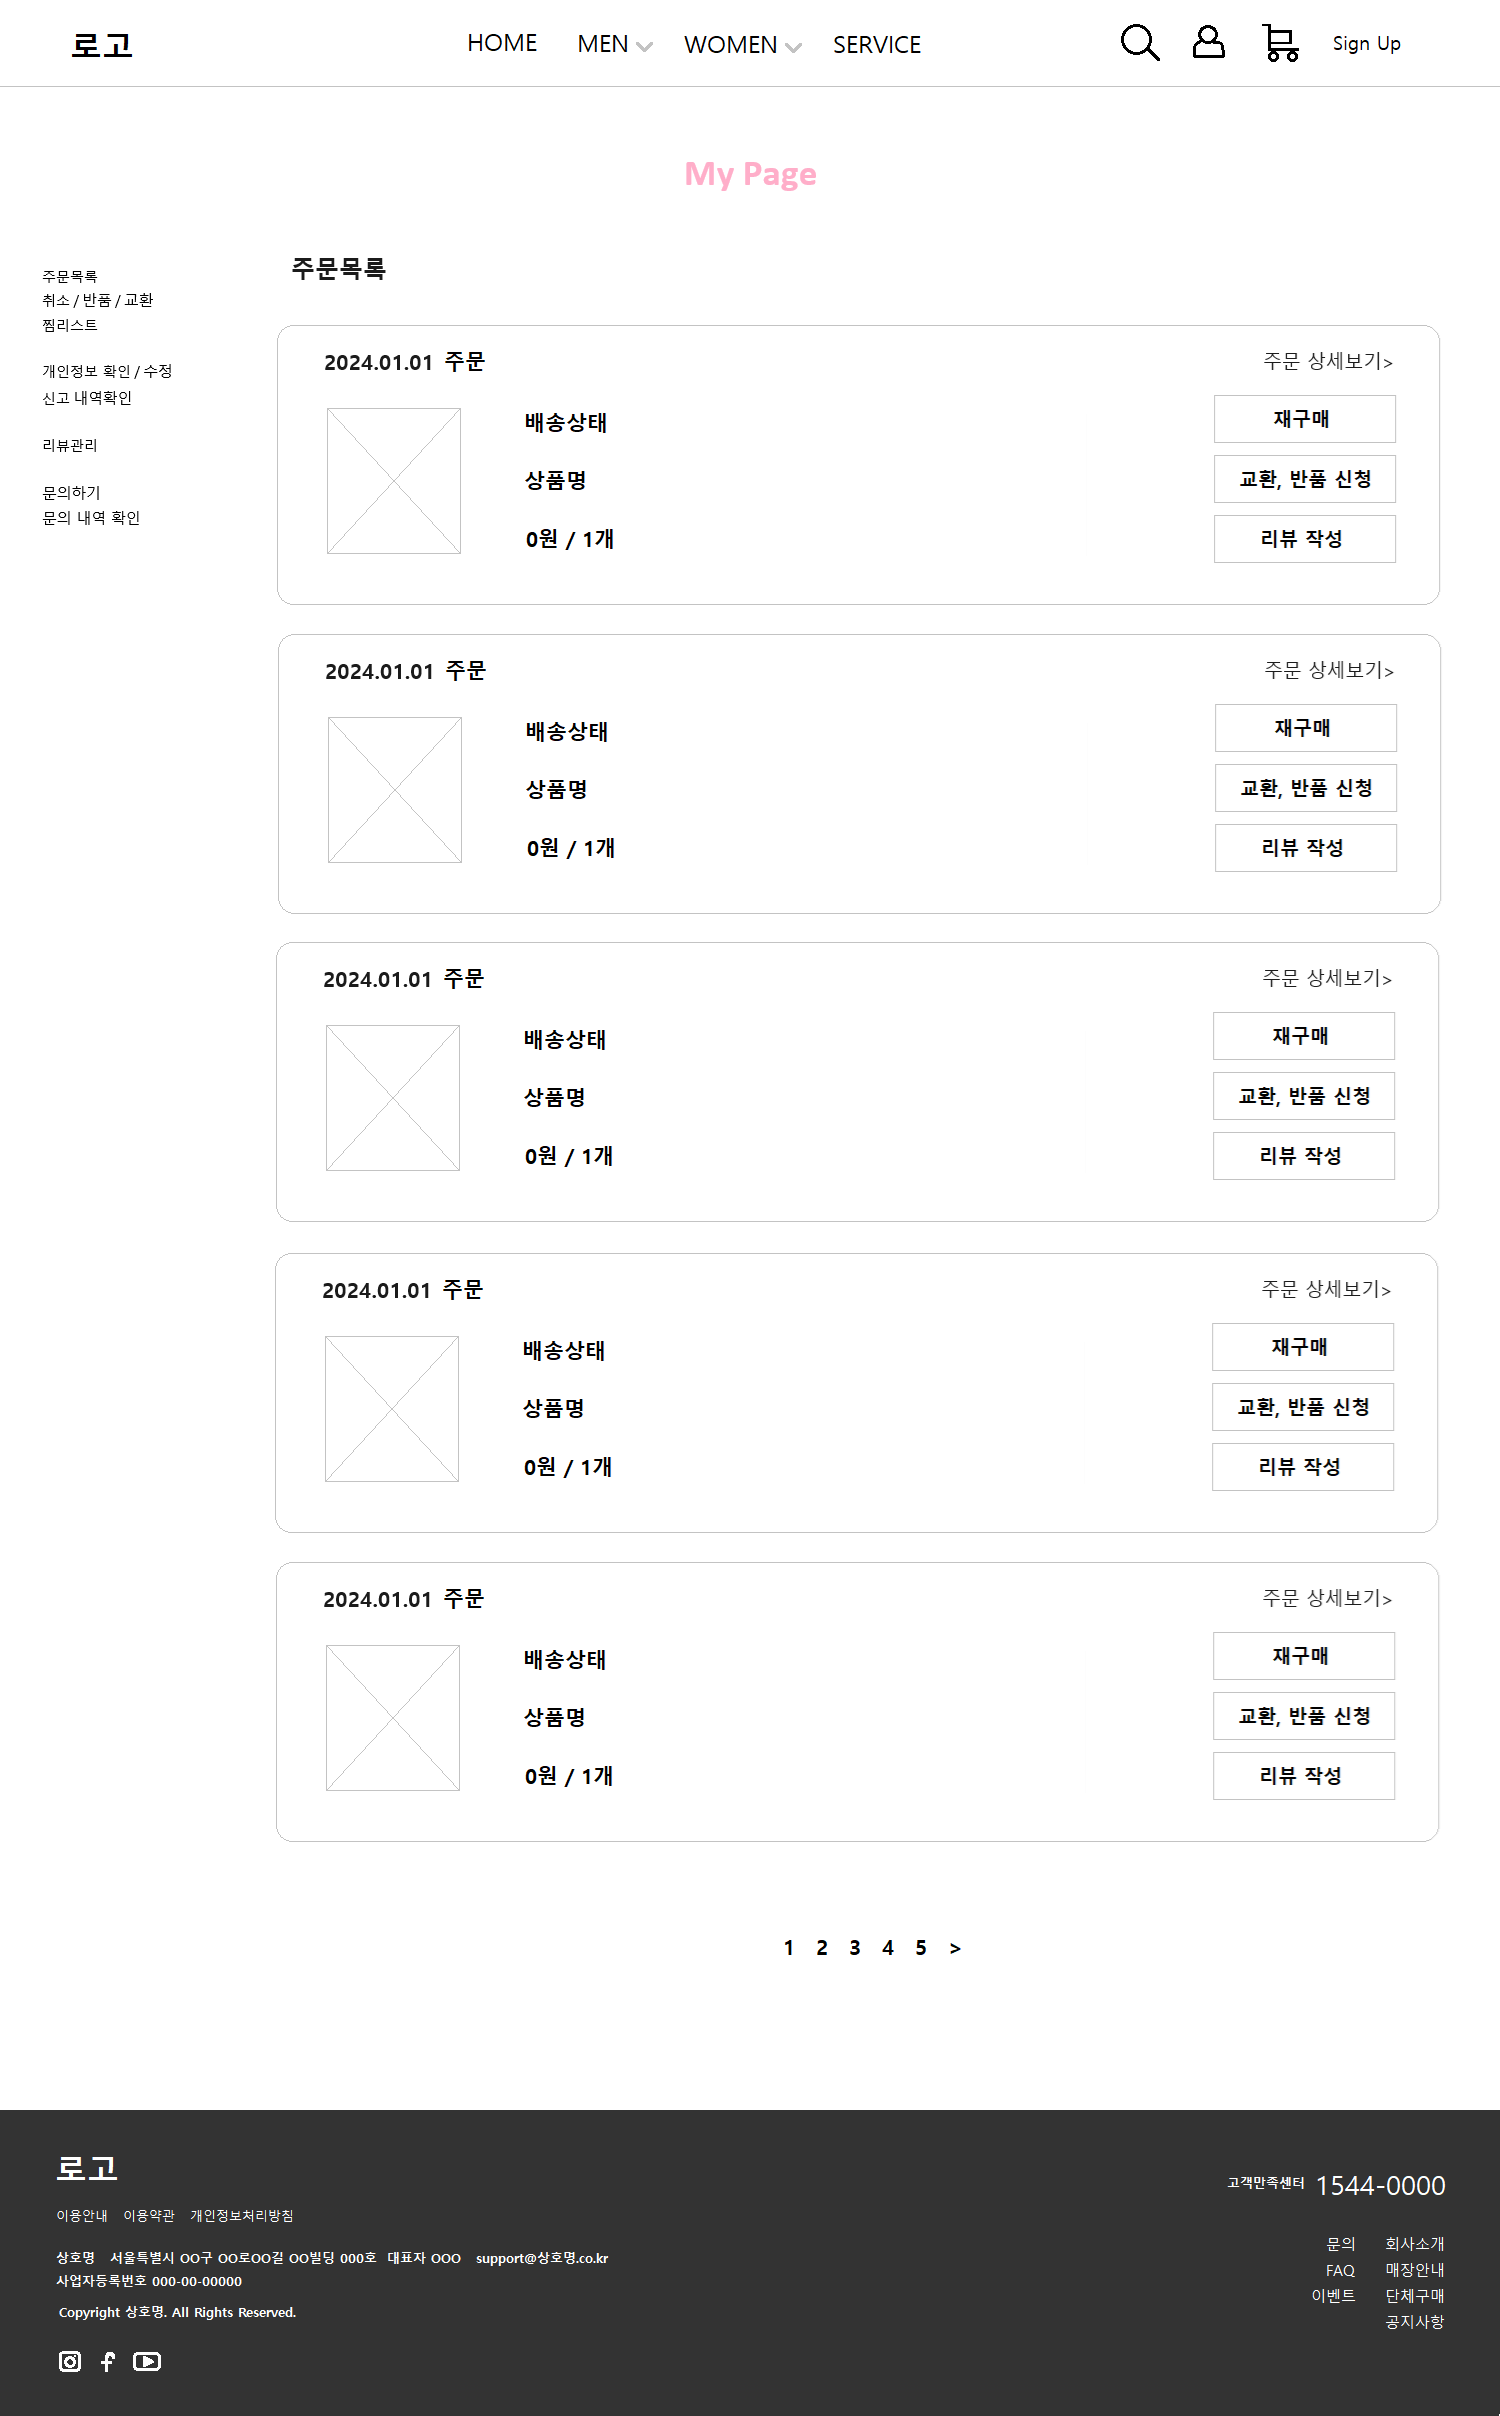 로고
HOME MEN WOMEN SERVICE
Sign Up
My Page
주문목록
취소 / 반품 / 교환
찜리스트
개인정보 확인 / 수정
신고 내역확인
리뷰관리
문의하기
문의 내역 확인
주문목록
2024.01.01 주문
주문 상세보기>
배송상태
상품명
0원 / 1개
재구매
교환, 반품 신청
리뷰 작성
2024.01.01 주문
주문 상세보기>
배송상태
상품명
0원 / 1개
재구매
교환, 반품 신청
리뷰 작성
2024.01.01 주문
주문 상세보기>
배송상태
상품명
0원 / 1개
재구매
교환, 반품 신청
리뷰 작성
2024.01.01 주문
주문 상세보기>
배송상태
상품명
0원 / 1개
재구매
교환, 반품 신청
리뷰 작성
2024.01.01 주문
주문 상세보기>
배송상태
상품명
0원 / 1개
재구매
교환, 반품 신청
리뷰 작성
1 2 3 4 5 >
로고
이용안내 이용약관 개인정보처리방침
상호명 서울특별시 OO구 OO로OO길 OO빌딩 000호 대표자 OOO support@상호명.co.kr
사업자등록번호 000-00-00000
Copyright 상호명. All Rights Reserved.
고객만족센터 1544-0000
문의 회사소개
FAQ 매장안내
이벤트 단체구매
공지사항